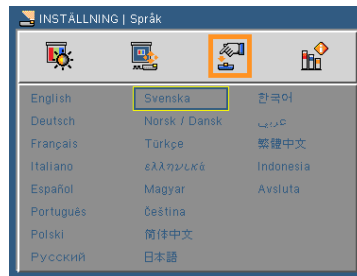 INSTÄLLNING | Språk
English Svenska 한국어
Deutsch Norsk / Dansk عربي
Français Türkçe 繁體中文
Italiano ελληνικά Indonesia
Español Magyar Avsluta
Português Čeština
Polski 简体中文
Русский 日本語